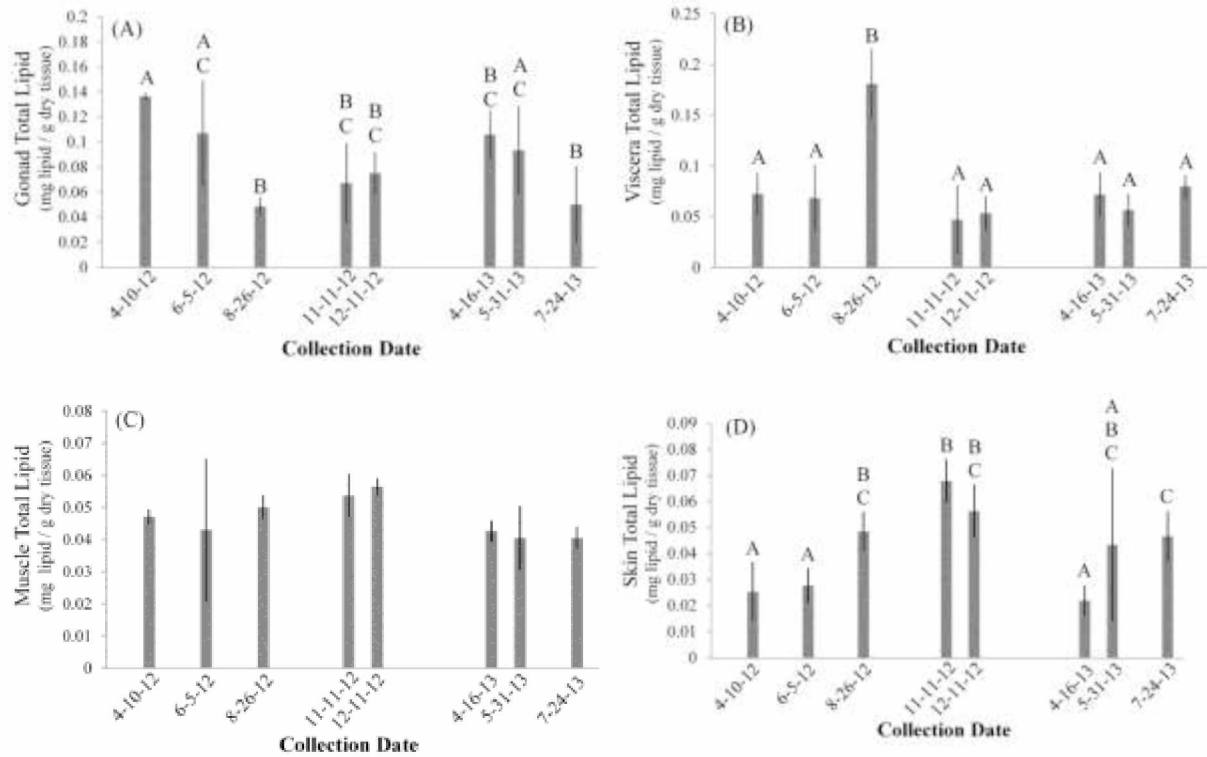 (A)
Gonad Total Lipid
(mg lipid / g dry tissue)
0.2
0.18
0.16
0.14
0.12
0.1
0.08
0.06
0.04
0.02
0
A
A
C
B
B
C
B
C
B
C
A
C
B
4-10-12
6-5-12
8-26-12
11-11-12
12-11-12
4-16-13
5-31-13
7-24-13
Collection Date
(B)
Viscera Total Lipid
(mg lipid / g dry tissue)
0.25
0.2
0.15
0.1
0.05
0
A
A
B
A
A
A
A
A
4-10-12
6-5-12
8-26-12
11-11-12
12-11-12
4-16-13
5-31-13
7-24-13
Collection Date
(C)
Muscle Total Lipid
(mg lipid / g dry tissue)
0.08
0.07
0.06
0.05
0.04
0.03
0.02
0.01
0
4-10-12
6-5-12
8-26-12
11-11-12
12-11-12
4-16-13
5-31-13
7-24-13
Collection Date
(D)
Skin Total Lipid
(mg lipid / g dry tissue)
0.09
0.08
0.07
0.06
0.05
0.04
0.03
0.02
0.01
0
A
A
B
C
B
B
C
A
A
B
C
C
4-10-12
6-5-12
8-26-12
11-11-12
12-11-12
4-16-13
5-31-13
7-24-13
Collection Date